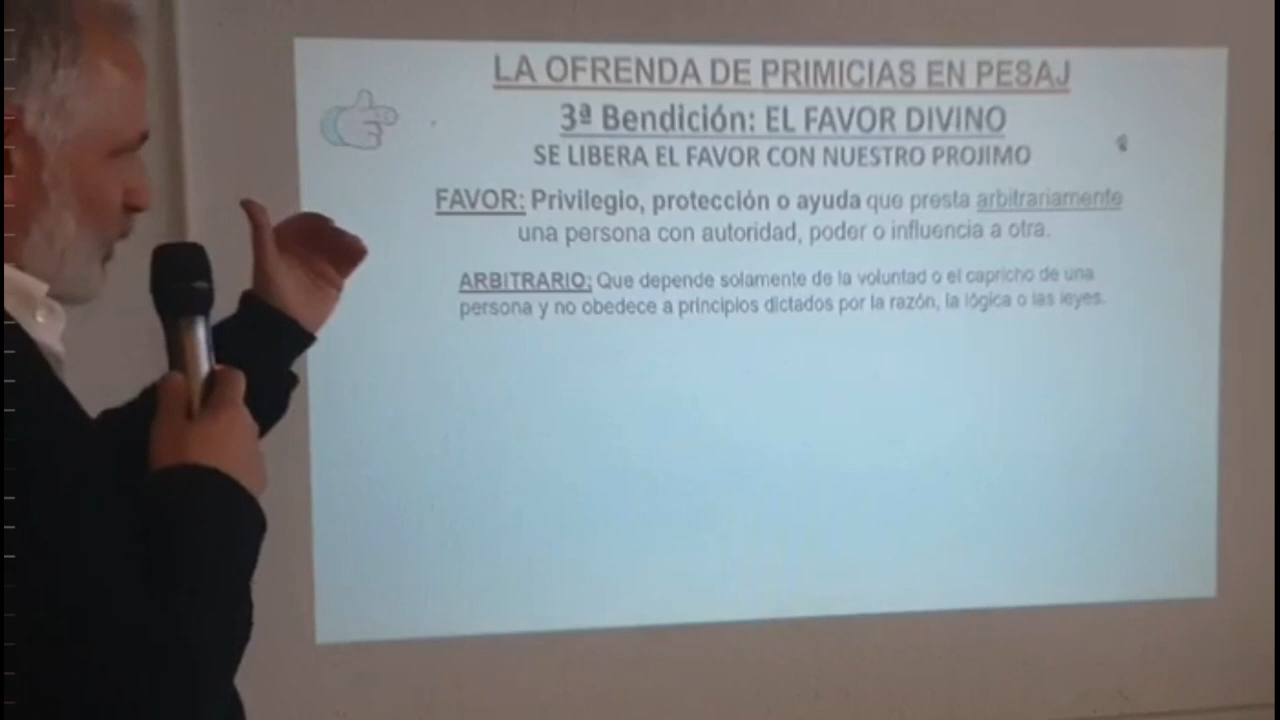 LA OFRENDA DE PRIMICIAS EN PESAJ
3ª Bendición: EL FAVOR DIVINO
SE LIBERA EL FAVOR CON NUESTRO PROJIMO
FAVOR: Privilegio, protección o ayuda que presta arbitrariamente
una persona con autoridad, poder o influencia a otra.
ARBITRARIO: Que depende solamente de la voluntad o el capricho de una
persona y no obedece a principios dictados por la razón, la lógica o las leyes.